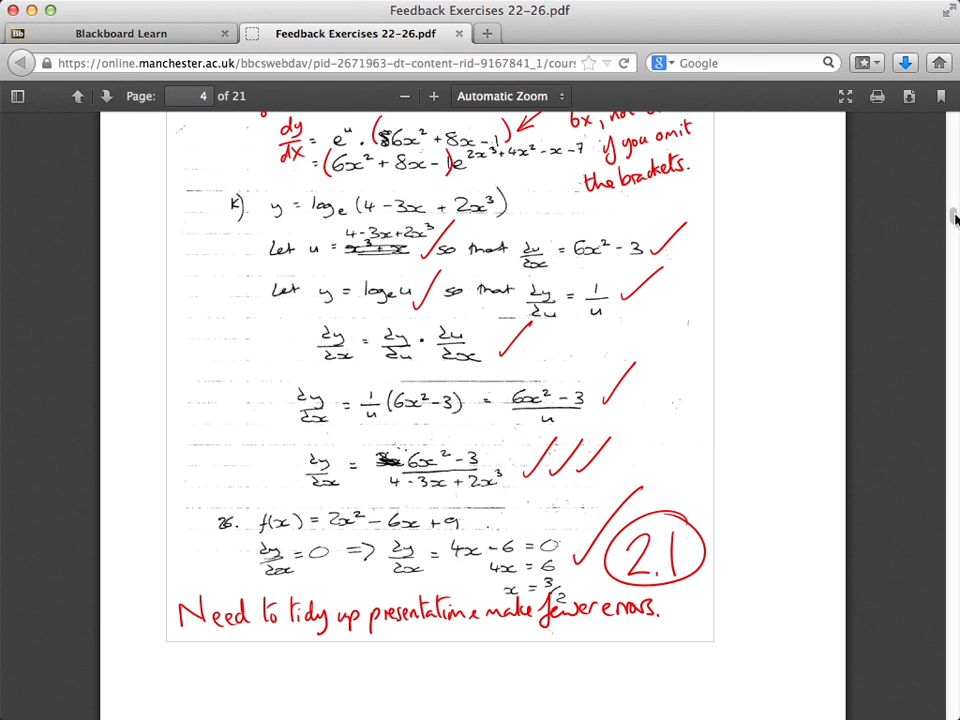 Feedback Exercises 22-26.pdf
Blackboard Learn
Feedback Exercises 22-26.pdf
https://online.manchester.ac.uk/bbcswebdav/pid-2671963-dt-content-rid-9167841_1/cours
Google
Page: 4 of 21
Automatic Zoom
dy/dx = e^u · (6x² + 8x - 1)
= (6x² + 8x - 1)e^(2x³ + 4x² - x - 7)
6x, not
if you omit
the brackets.
K) y = log_e (4 - 3x + 2x³)
Let u = 4 - 3x + 2x³ so that ∂u/∂x = 6x² - 3
Let y = log_e u so that ∂y/∂u = 1/u
∂y/∂x = ∂y/∂u · ∂u/∂x
∂y/∂x = 1/u (6x² - 3) = (6x² - 3)/u
∂y/∂x = (6x² - 3)/(4 - 3x + 2x³)
26. f(x) = 2x² - 6x + 9
∂y/∂x = 0 => ∂y/∂x = 4x - 6 = 0
4x = 6
x = 3/2
2.1
Need to tidy up presentation & make fewer errors.